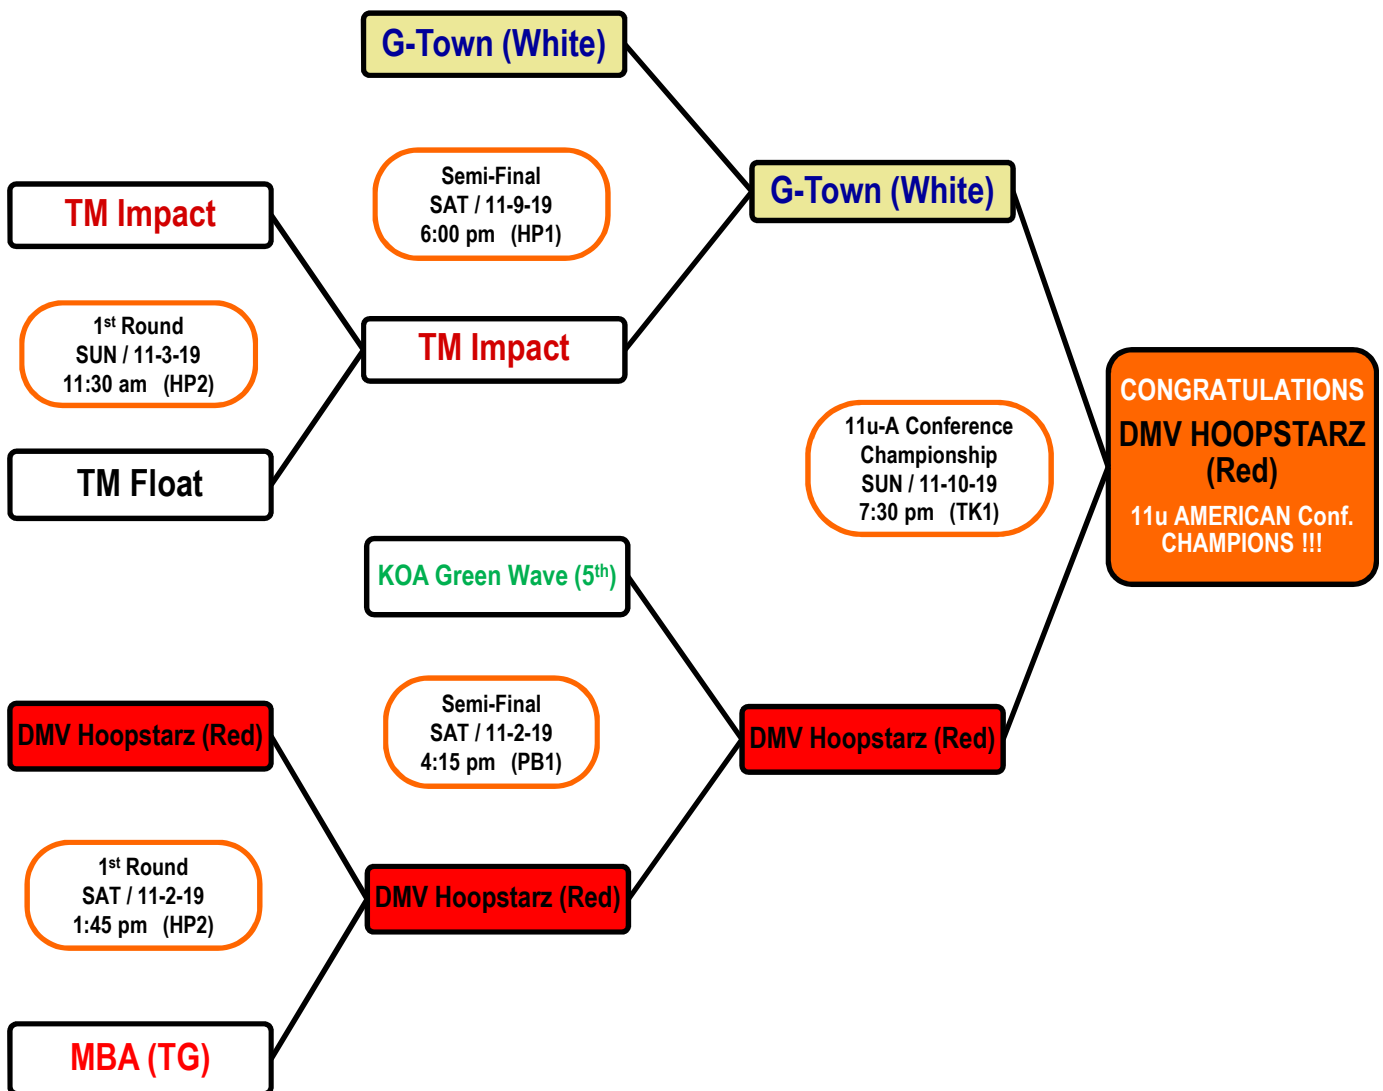 G-Town (White)
Semi-Final
SAT / 11-9-19
6:00 pm (HP1)
G-Town (White)
TM Impact
1st Round
SUN / 11-3-19
11:30 am (HP2)
TM Impact
TM Float
11u-A Conference
Championship
SUN / 11-10-19
7:30 pm (TK1)
CONGRATULATIONS
DMV HOOPSTARZ
(Red)
11u AMERICAN Conf.
CHAMPIONS !!!
KOA Green Wave (5th)
Semi-Final
SAT / 11-2-19
4:15 pm (PB1)
DMV Hoopstarz (Red)
DMV Hoopstarz (Red)
1st Round
SAT / 11-2-19
1:45 pm (HP2)
DMV Hoopstarz (Red)
MBA (TG)